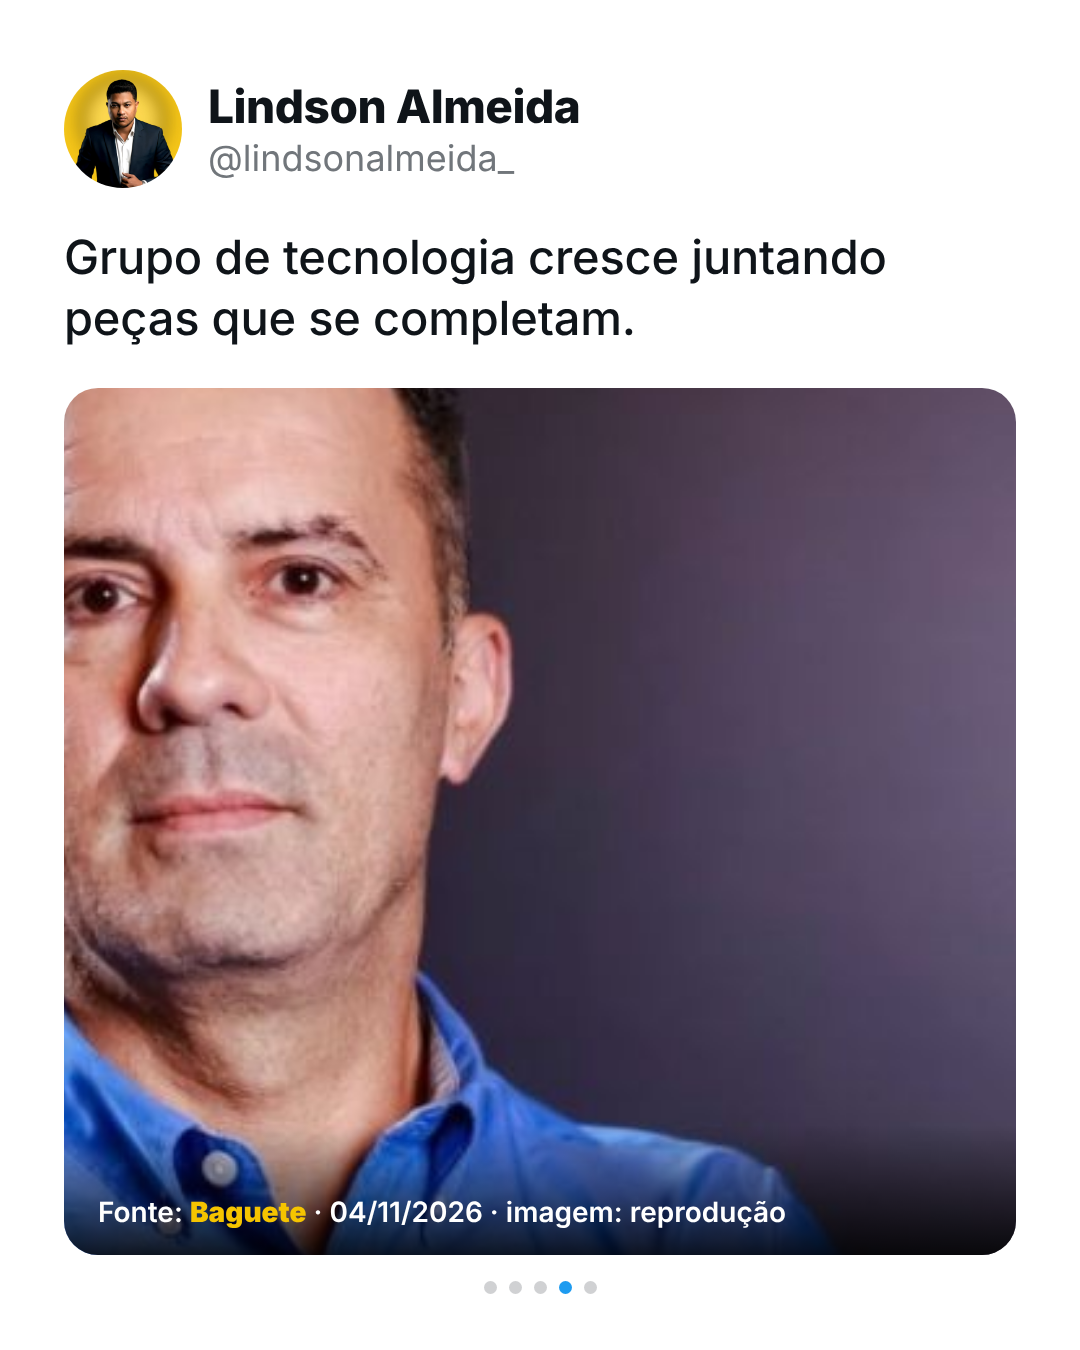 Lindson Almeida
@lindsonalmeida_
Grupo de tecnologia cresce juntando
peças que se completam.
Fonte: Baguete · 04/11/2026 · imagem: reprodução